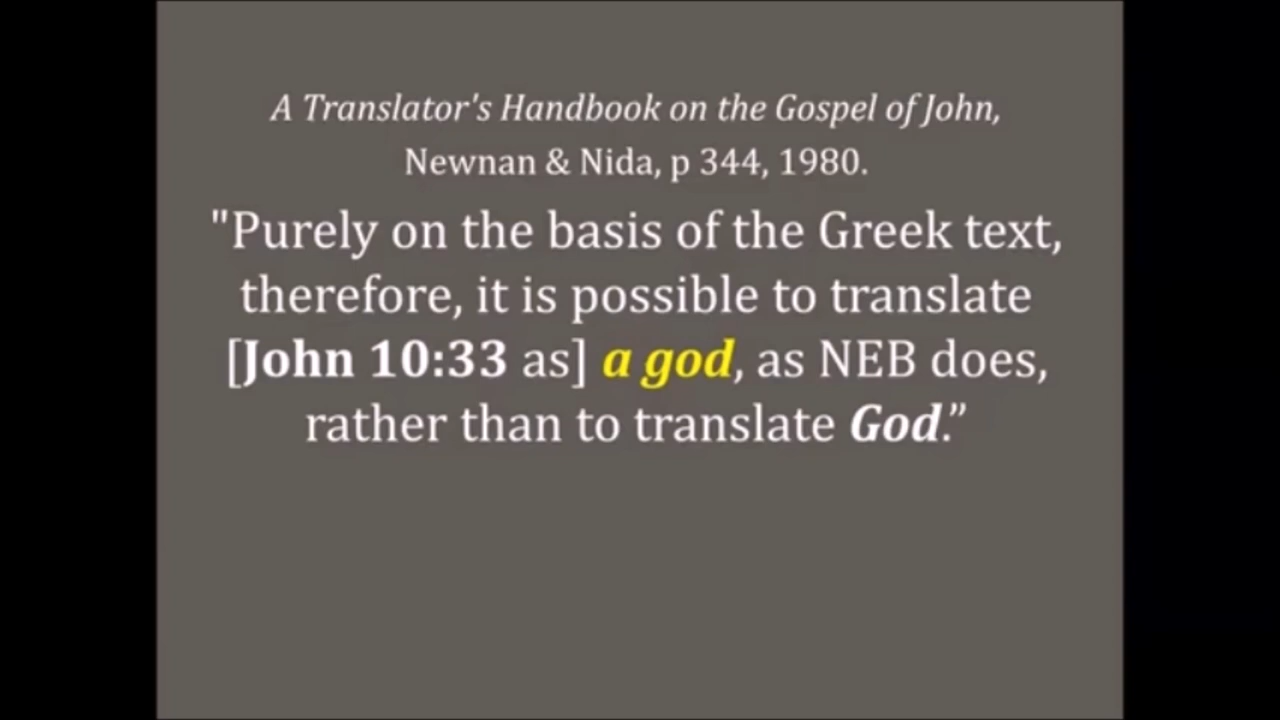 A Translator's Handbook on the Gospel of John,
Newnan & Nida, p 344, 1980.
"Purely on the basis of the Greek text,
therefore, it is possible to translate
[John 10:33 as] a god, as NEB does,
rather than to translate God.”